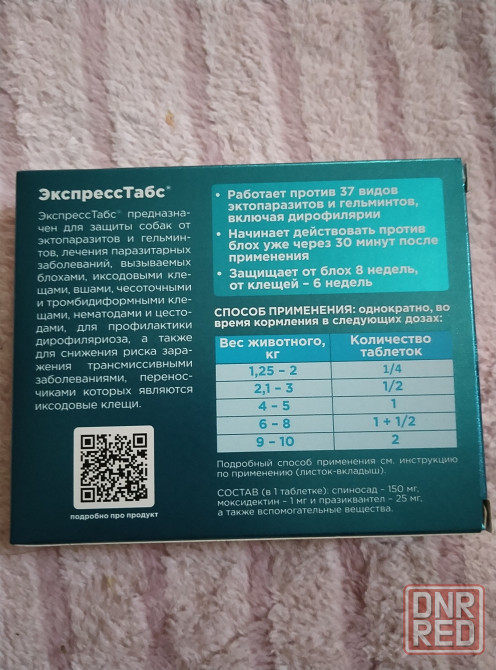 ЭкспрессТабс®
ЭкспрессТабс® предназна-
чен для защиты собак от
эктопаразитов и гельмин-
тов, лечения паразитарных
заболеваний, вызываемых
блохами, иксодовыми кле-
щами, вшами, чесоточными
и тромбидиформными кле-
щами, нематодами и цесто-
дами, для профилактики
дирофиляриоза, а также
для снижения риска зара-
жения трансмиссивными
заболеваниями, перенос-
чиками которых являются
иксодовые клещи.
подробно про продукт
• Работает против 37 видов
эктопаразитов и гельминтов,
включая дирофилярии
• Начинает действовать против
блох уже через 30 минут после
применения
• Защищает от блох 8 недель,
от клещей – 6 недель
СПОСОБ ПРИМЕНЕНИЯ: однократно, во
время кормления в следующих дозах:
Вес животного, кг Количество таблеток
1,25 – 2 1/4
2,1 – 3 1/2
4 – 5 1
6 – 8 1 + 1/2
9 – 10 2
Подробный способ применения см. инструкцию
по применению (листок-вкладыш).
СОСТАВ (в 1 таблетке): спиносад – 150 мг,
моксидектин – 1 мг и празиквантел – 25 мг,
а также вспомогательные вещества.
DNR
RED